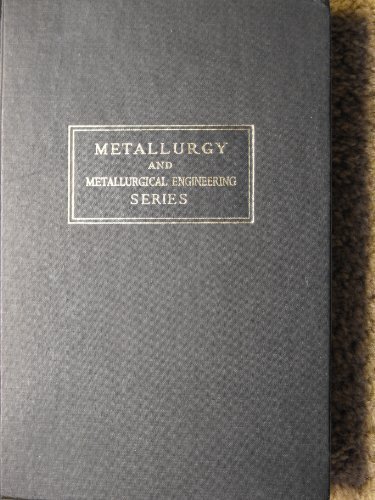 METALLURGY
AND
METALLURGICAL ENGINEERING
SERIES